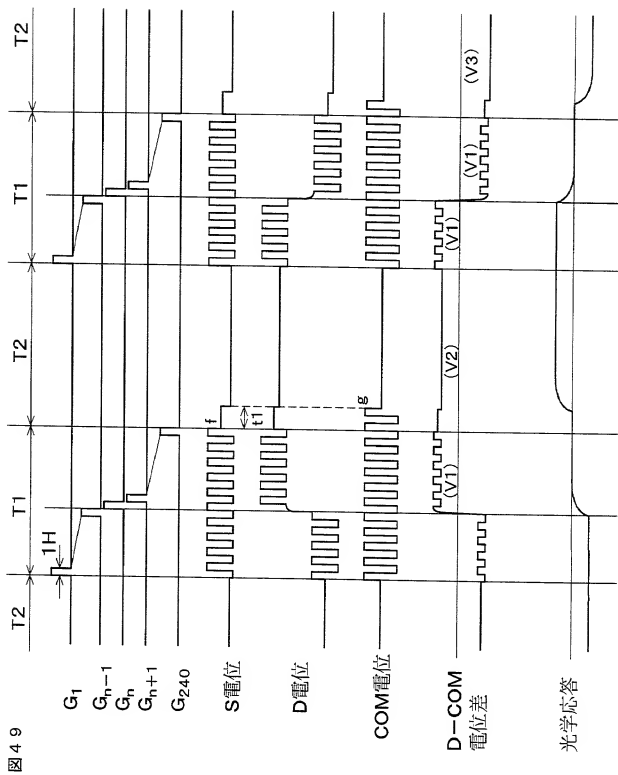 図49
T2
T1
T2
T1
T2
1H
G1
Gn-1
Gn
Gn+1
G240
S電位
f
t1
D電位
COM電位
g
D-COM
電位差
(V1)
(V2)
(V1)
(V1)
(V3)
光学応答